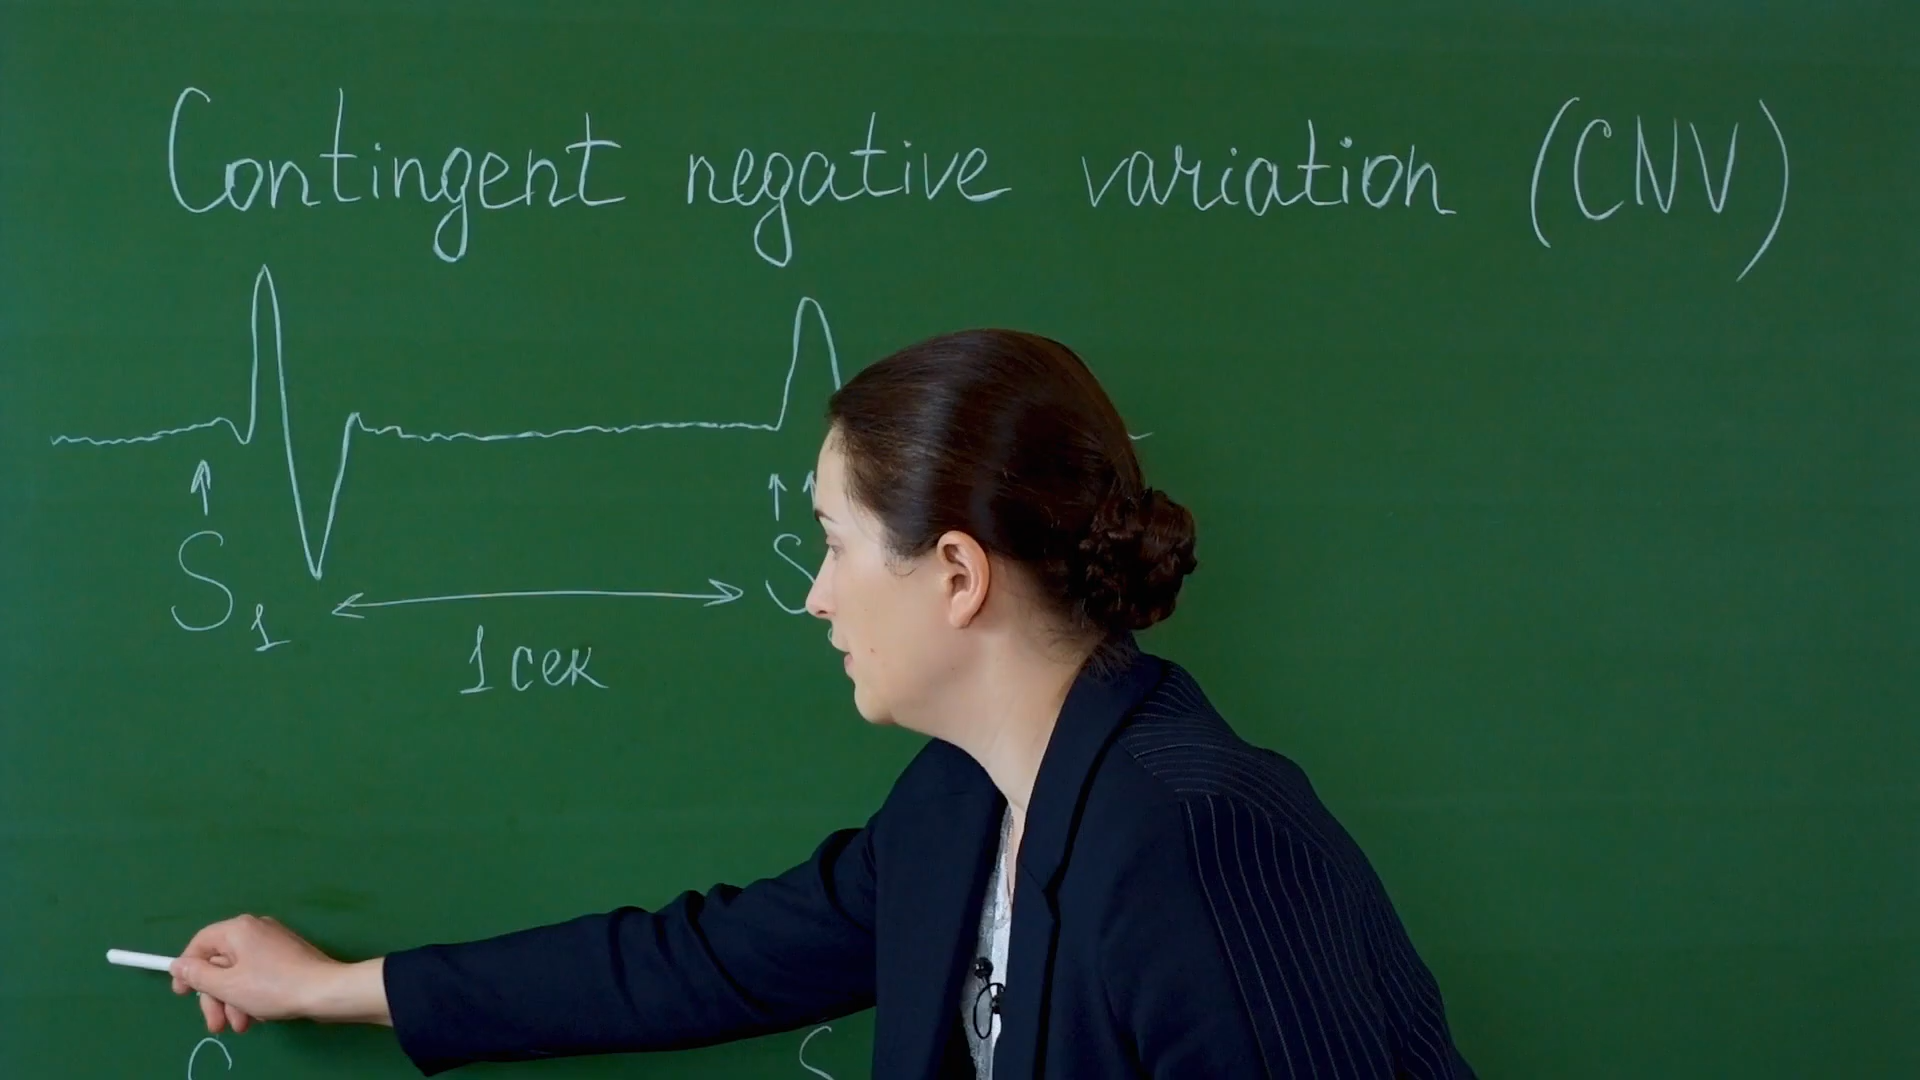 Contingent negative variation (CNV)
S1
S
1 сек
S